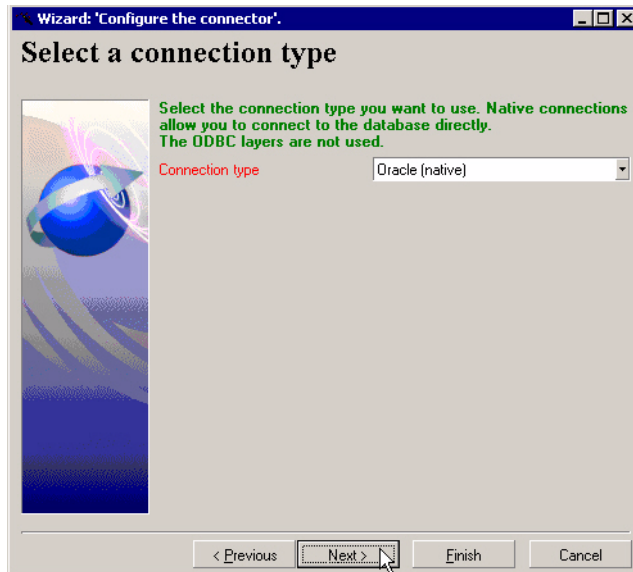 Wizard: 'Configure the connector'.
Select a connection type
Select the connection type you want to use. Native connections
allow you to connect to the database directly.
The ODBC layers are not used.
Connection type Oracle (native)
< Previous Next > Finish Cancel